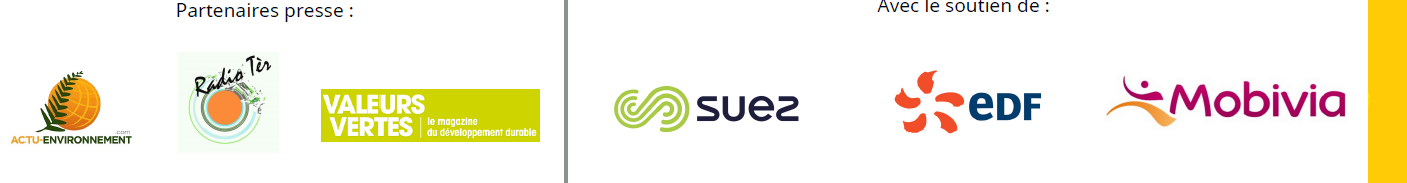 Partenaires presse :
ACTU-ENVIRONNEMENT
.com
Radio Tèr
VALEURS
VERTES
le magazine
du développement durable
Avec le soutien de :
suez
eDF
Mobivia